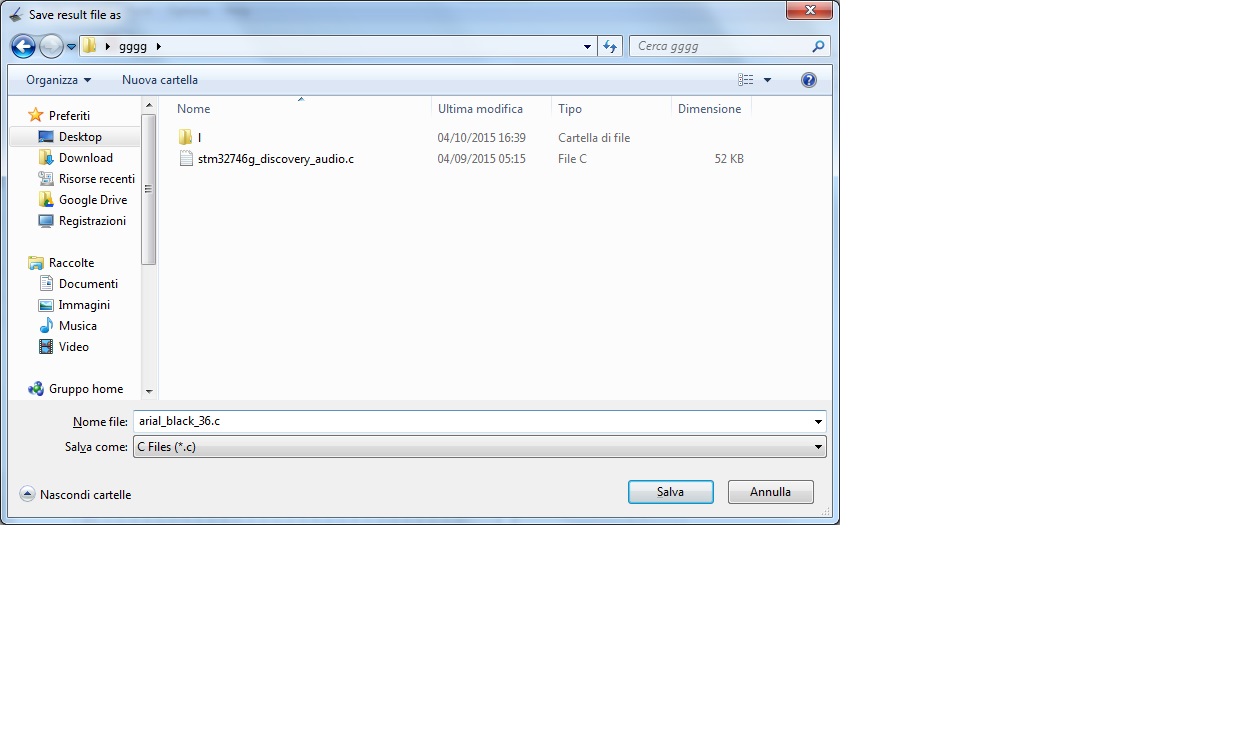 Save result file as
gggg
Cerca gggg
Organizza Nuova cartella
Nome Ultima modifica Tipo Dimensione
l 04/10/2015 16:39 Cartella di file
stm32746g_discovery_audio.c 04/09/2015 05:15 File C 52 KB
Preferiti
Desktop
Download
Risorse recenti
Google Drive
Registrazioni
Raccolte
Documenti
Immagini
Musica
Video
Gruppo home
Nome file: arial_black_36.c
Salva come: C Files (*.c)
Nascondi cartelle Salva Annulla